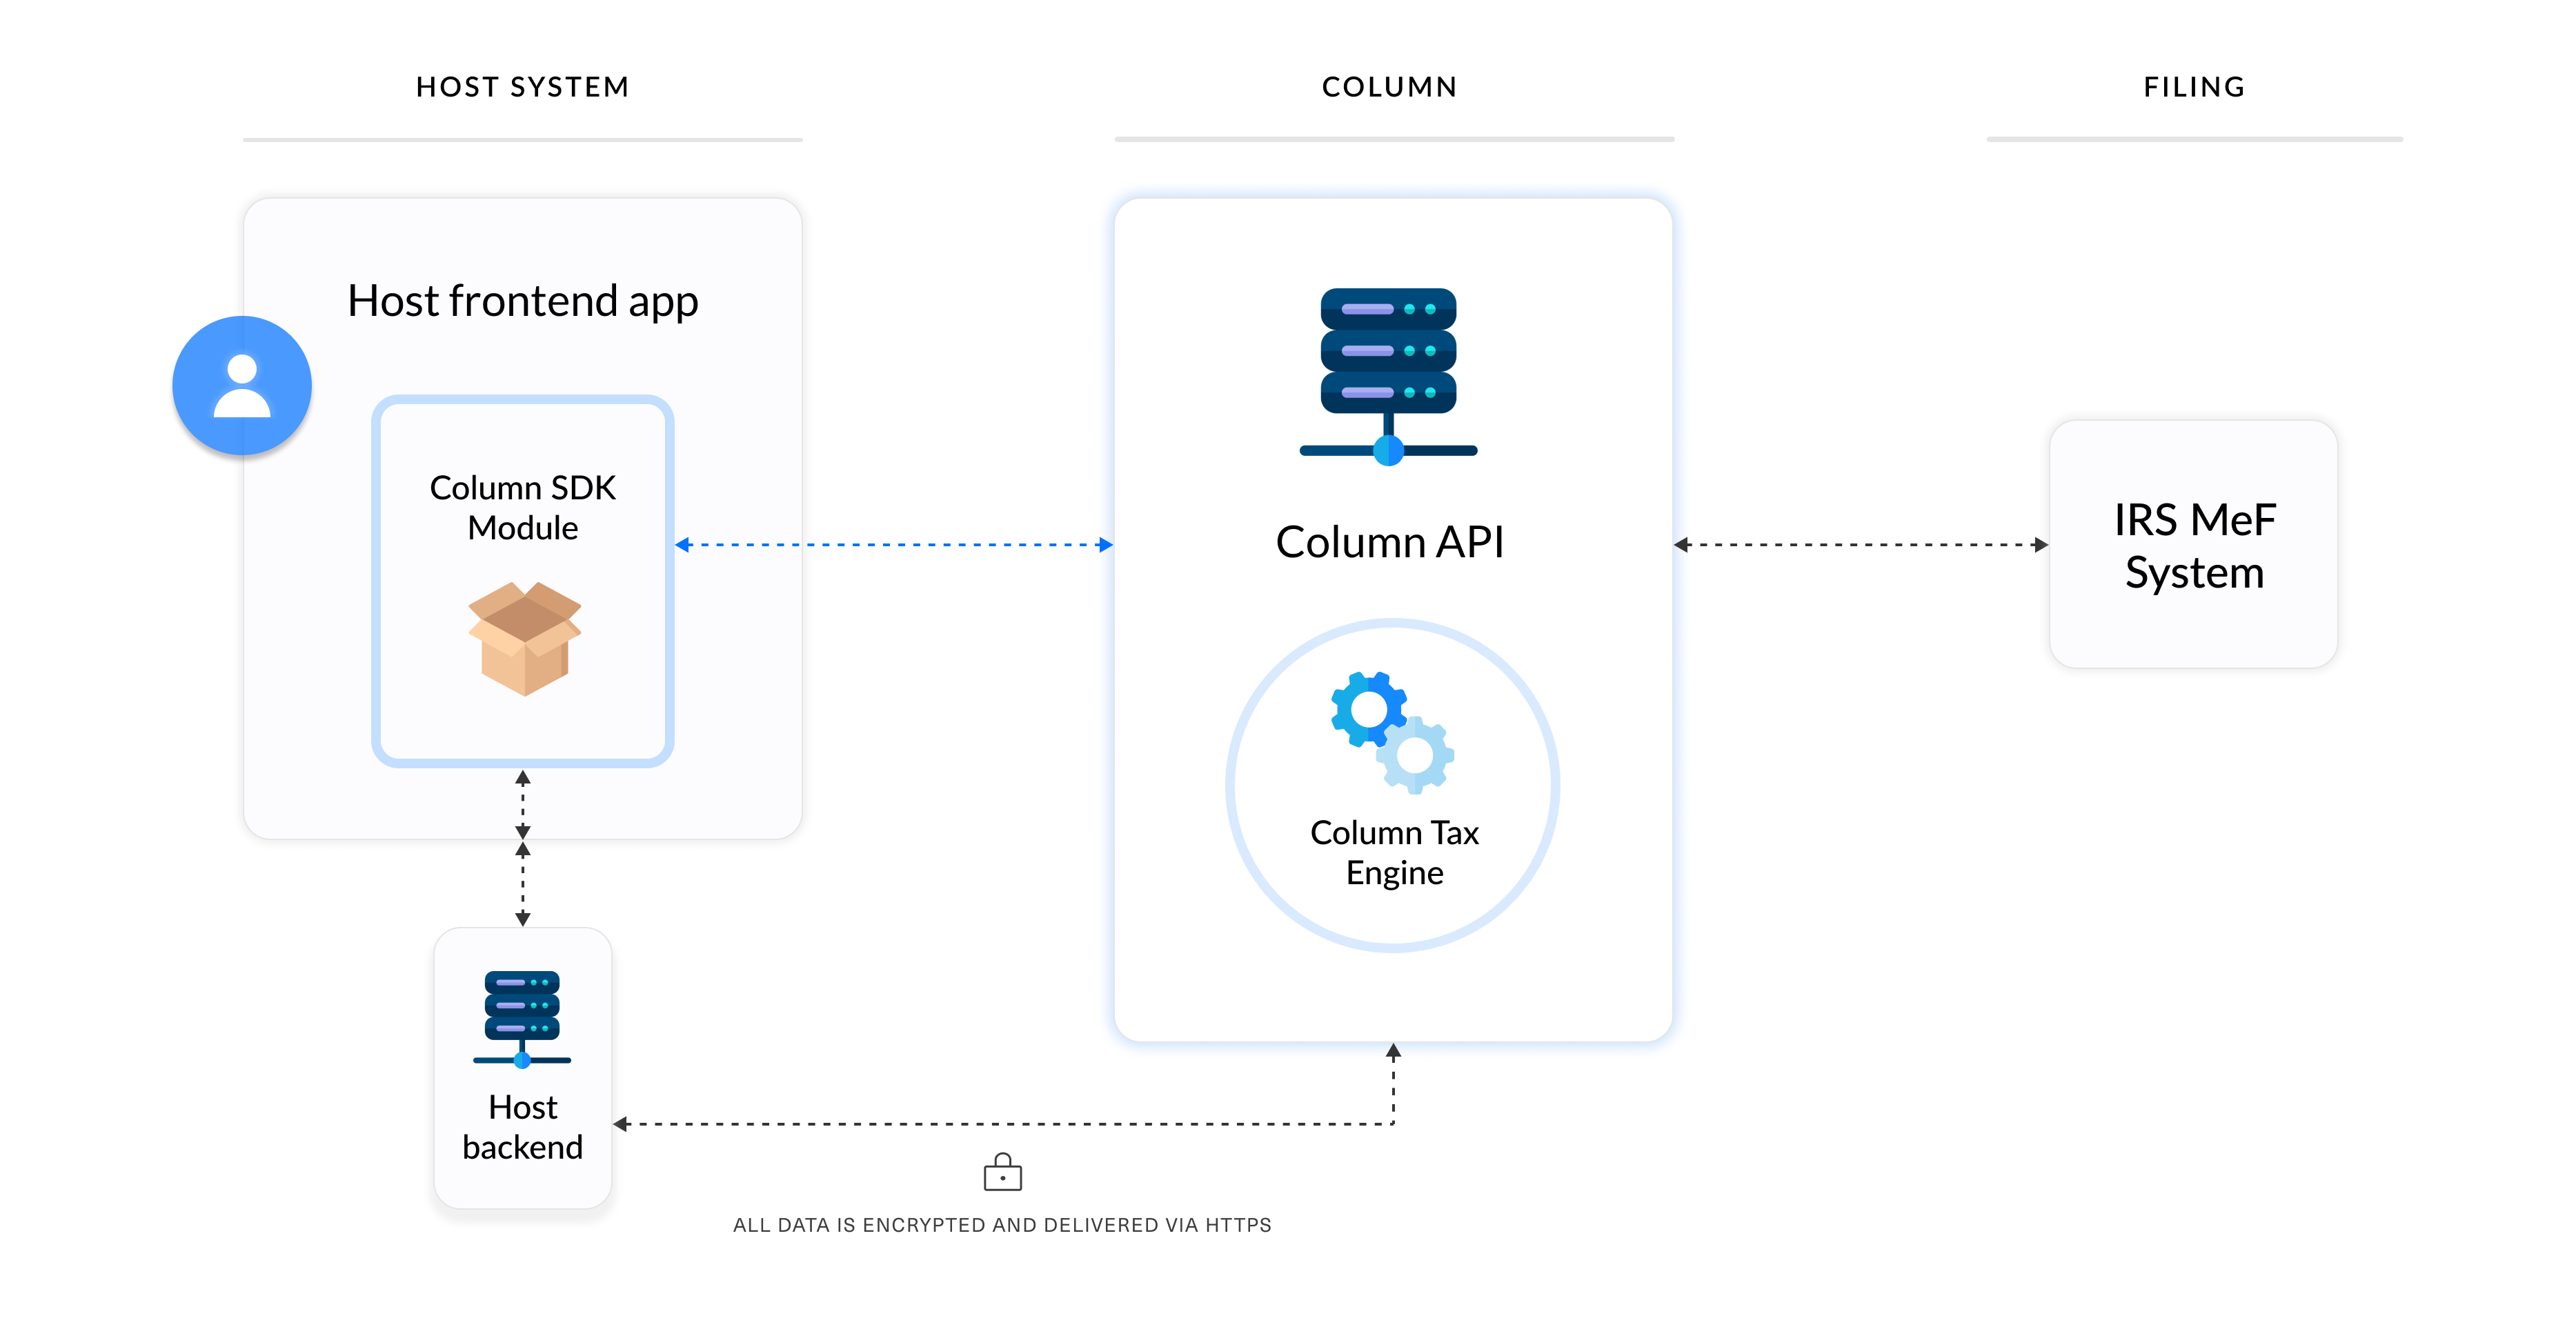 HOST SYSTEM
COLUMN
FILING
Host frontend app
Column SDK
Module
Column API
IRS MeF
System
Column Tax
Engine
Host
backend
ALL DATA IS ENCRYPTED AND DELIVERED VIA HTTPS